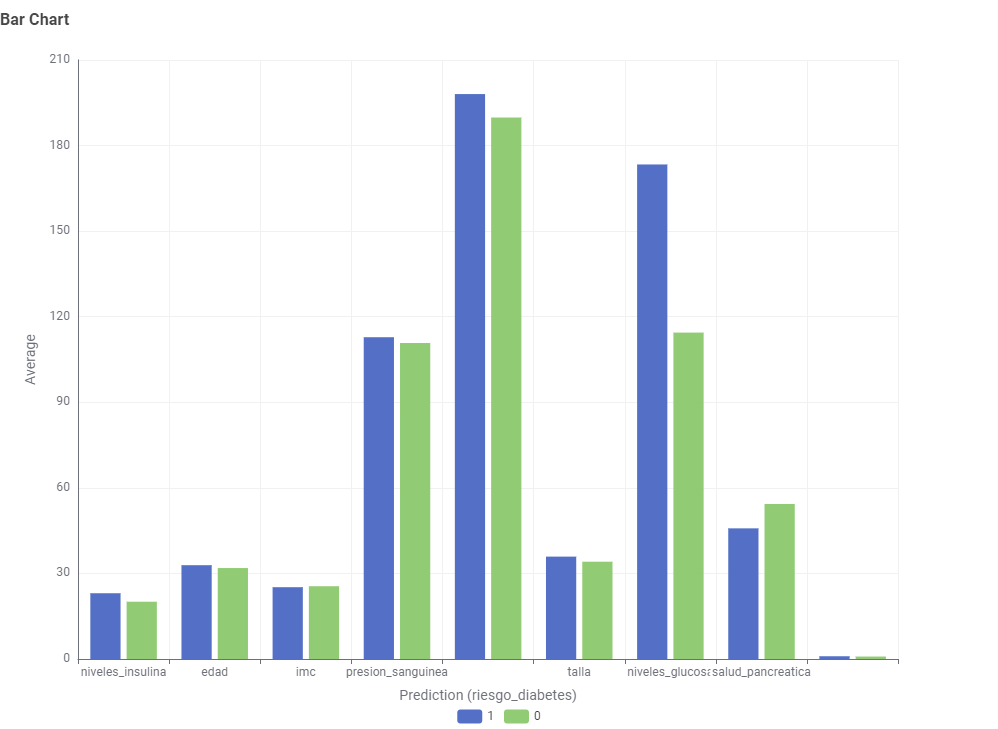 Bar Chart
210
180
150
120
90
60
30
0
Average
niveles_insulina edad imc presion_sanguinea talla niveles_glucosa salud_pancreatica
Prediction (riesgo_diabetes)
1 0